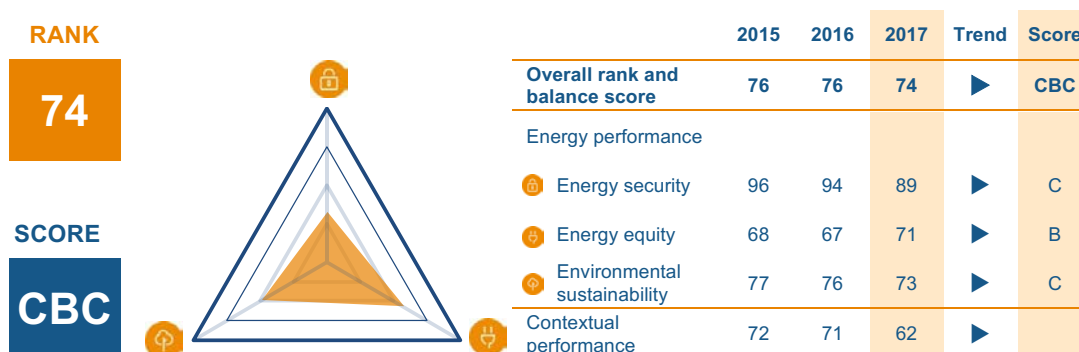 RANK
74
SCORE
CBC
2015 2016 2017 Trend Score
Overall rank and
balance score 76 76 74 CBC
Energy performance
Energy security 96 94 89 C
Energy equity 68 67 71 B
Environmental
sustainability 77 76 73 C
Contextual
performance 72 71 62